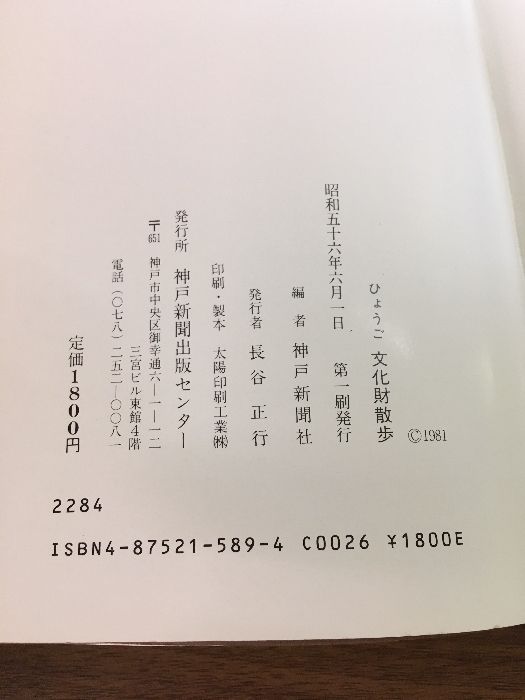 ひょうご 文化財散歩
©1981
昭和五十六年六月一日 第一刷発行
編者 神戸新聞社
発行者 長谷正行
印刷・製本 太陽印刷工業㈱
発行所 神戸新聞出版センター
〒651 神戸市中央区御幸通六―一―一二
三宮ビル東館4階
電話(〇七八)二五二―〇〇八一
定価1800円
2284
ISBN4-87521-589-4 C0026 ¥1800E